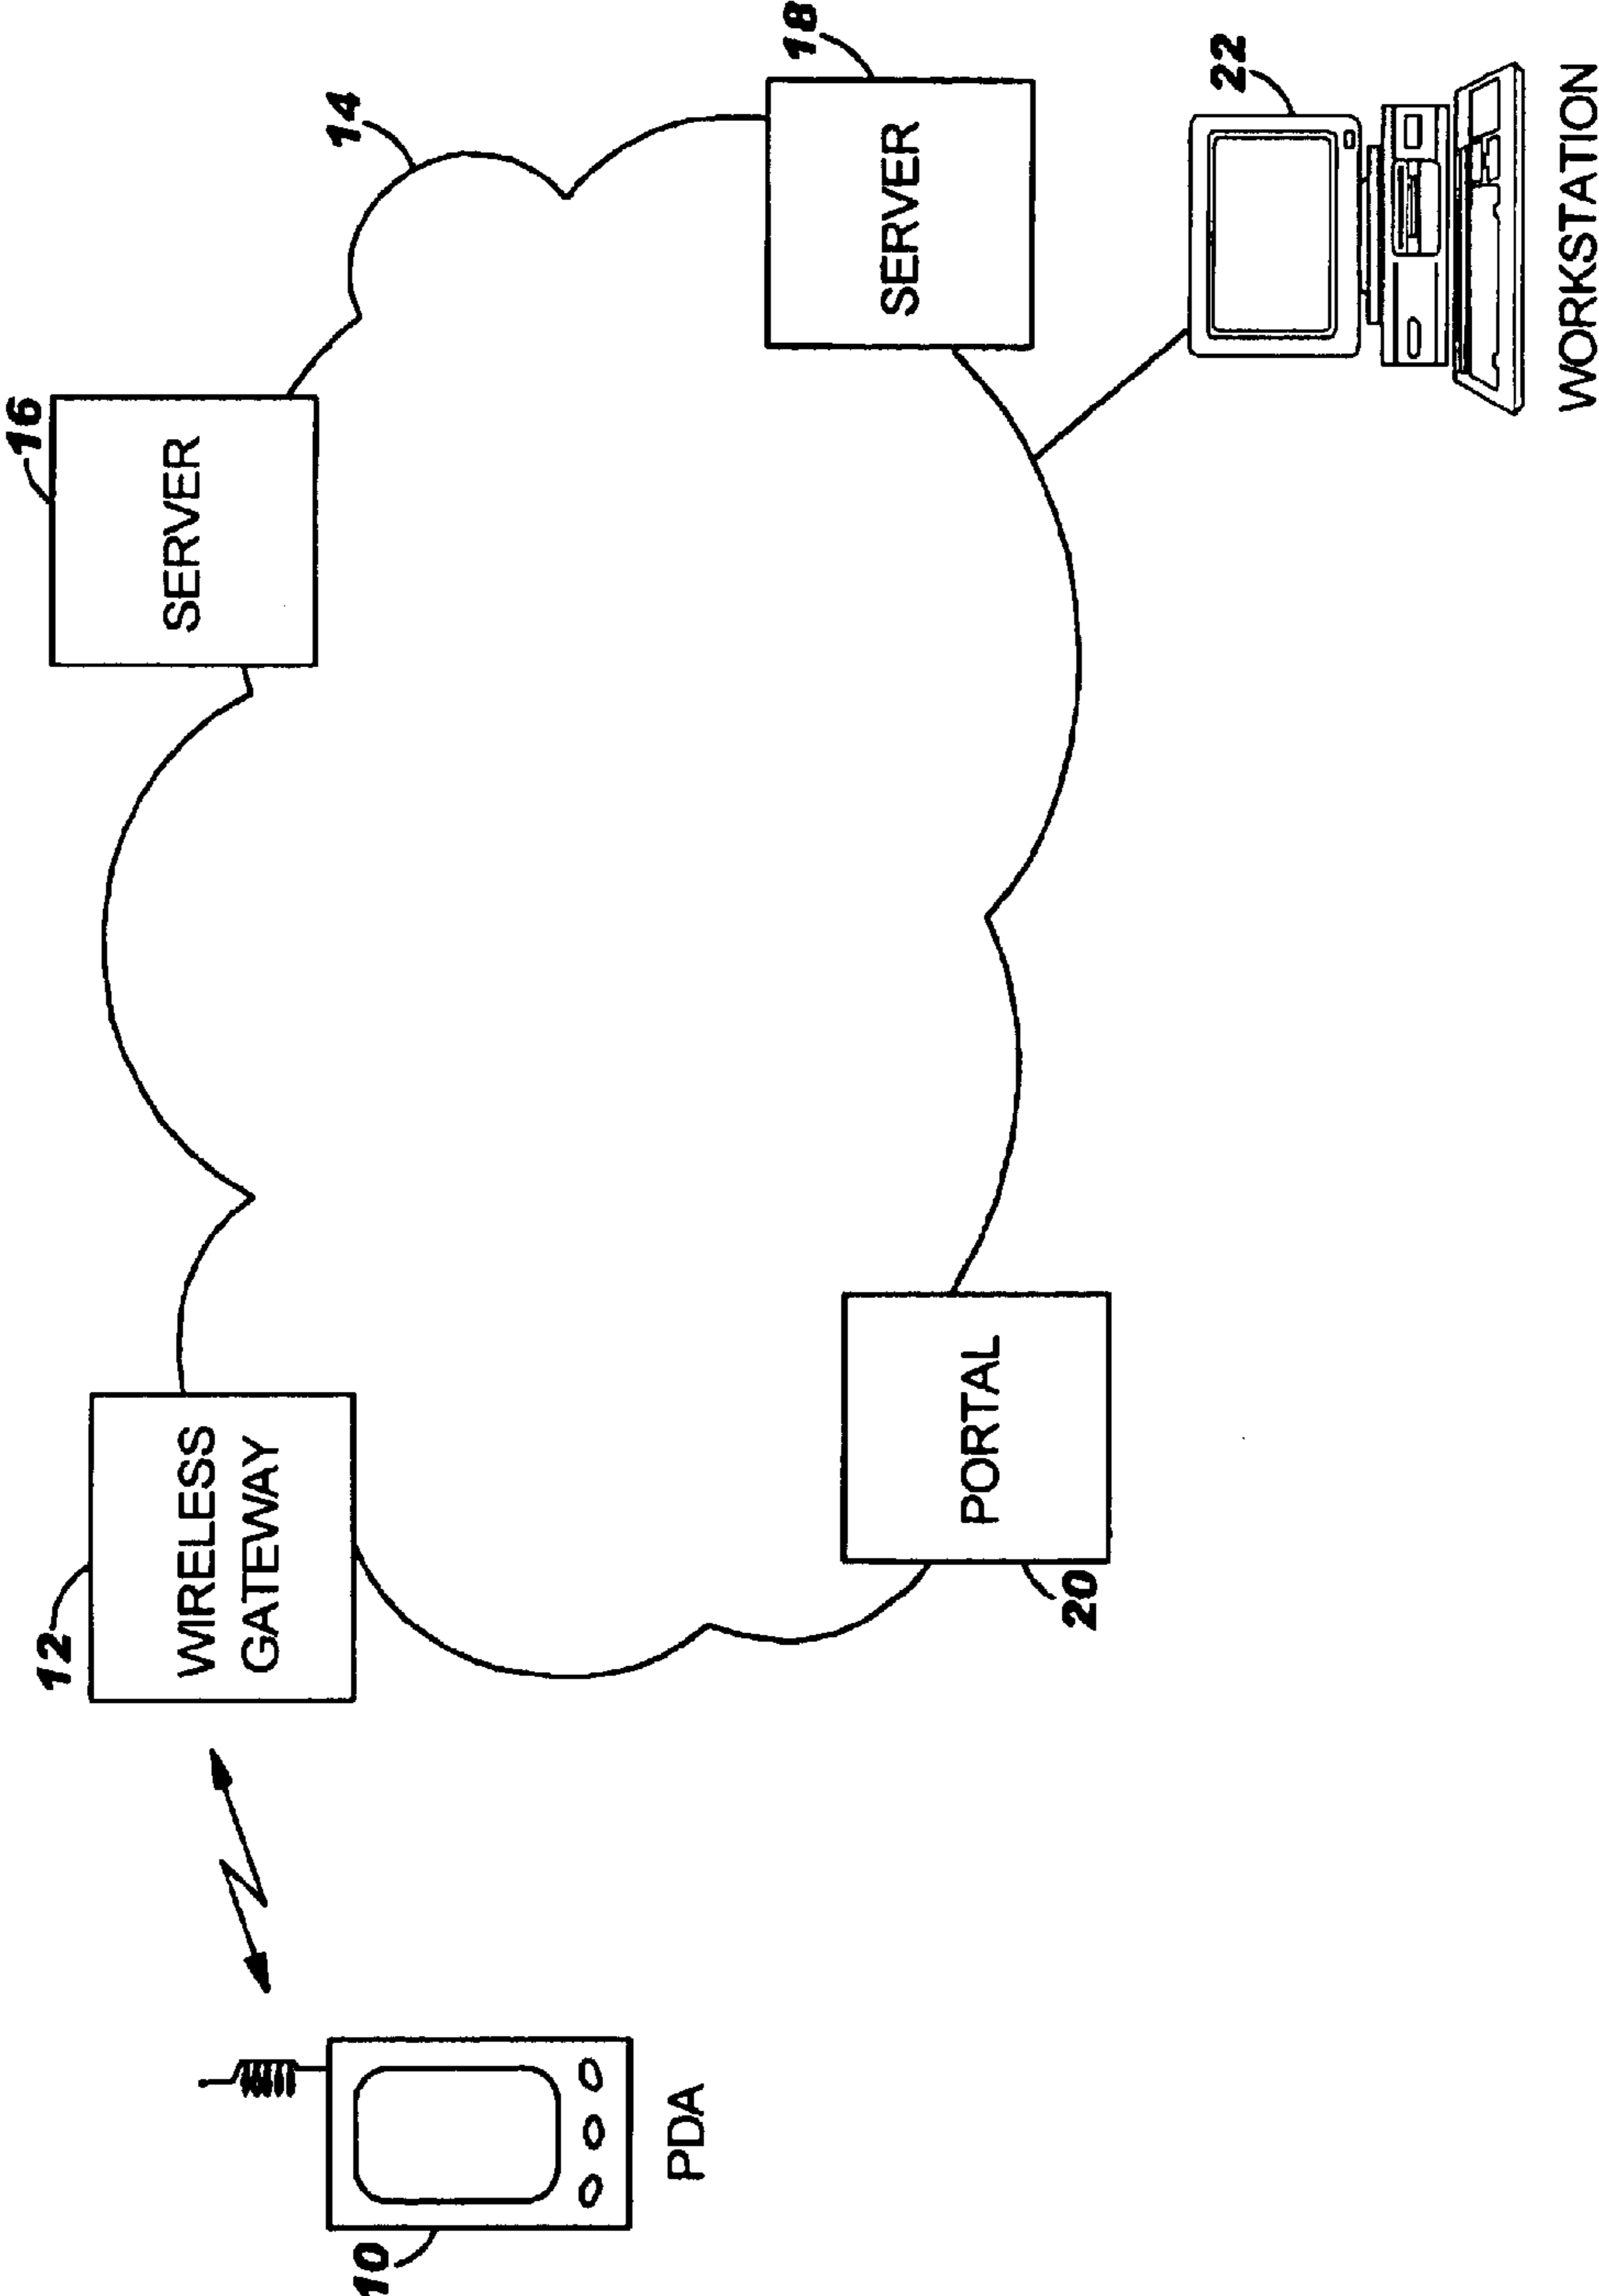 10
PDA
12
WIRELESS
GATEWAY
16
SERVER
14
18
SERVER
20
PORTAL
22
WORKSTATION